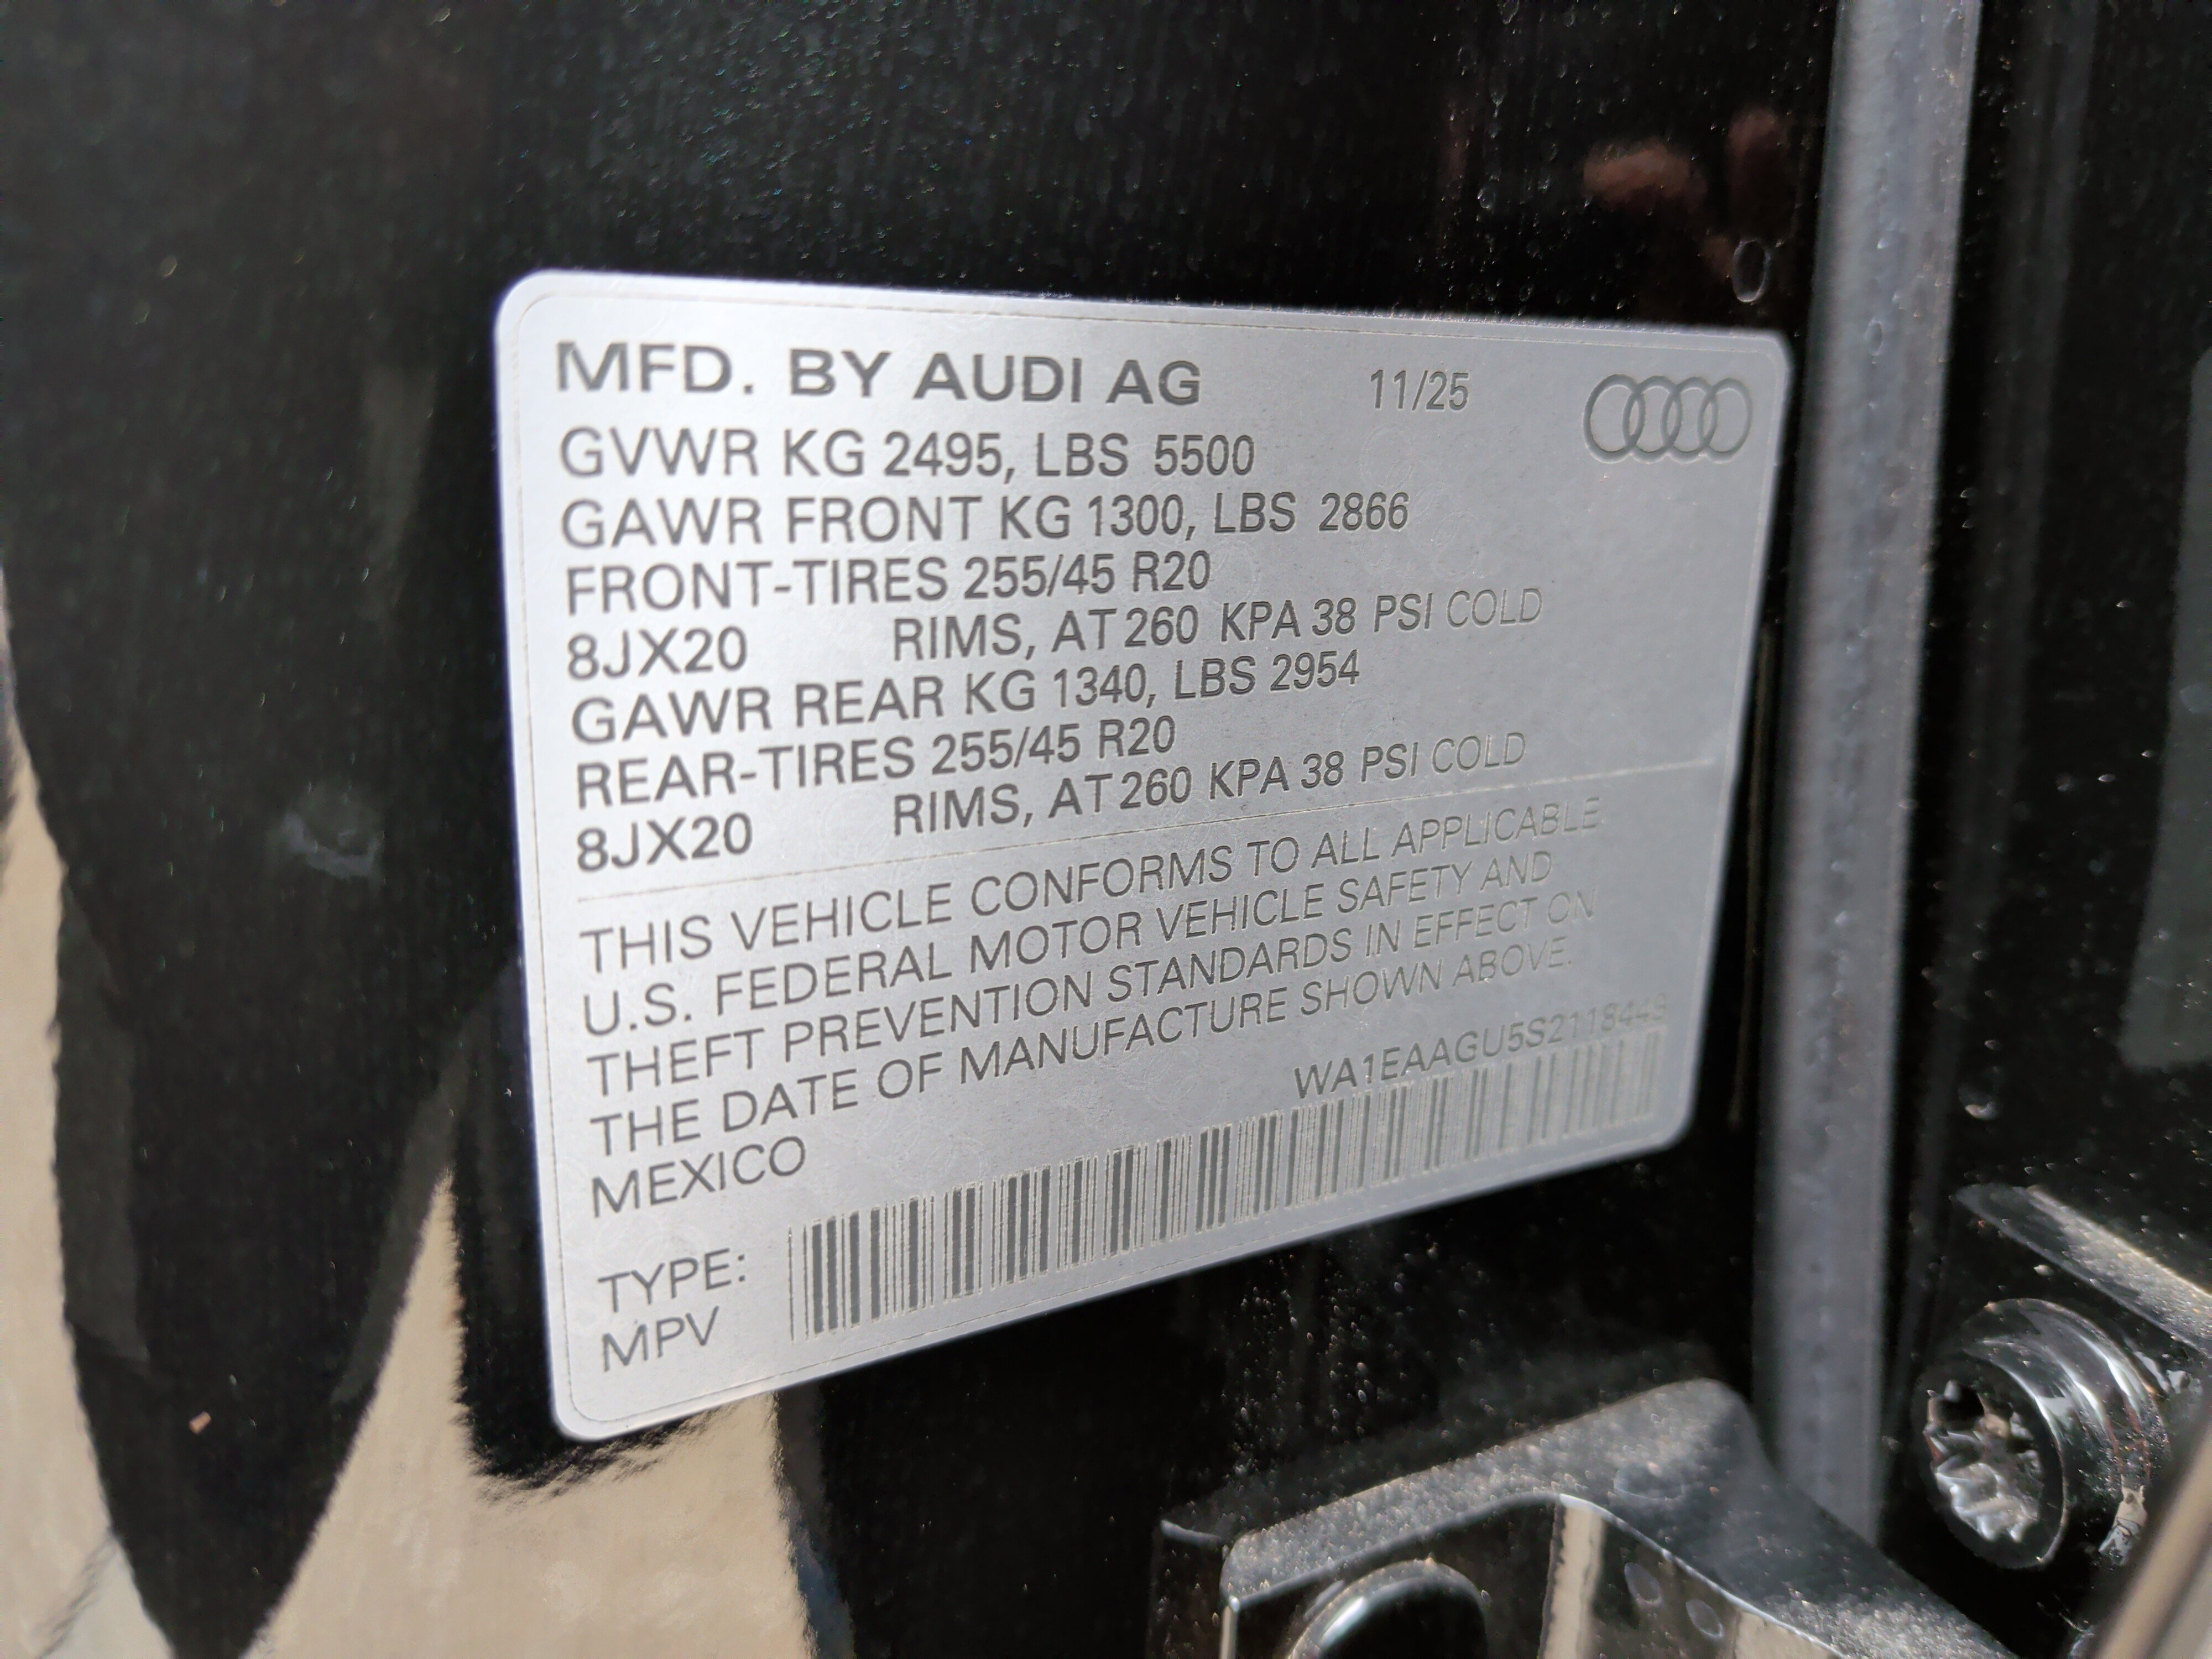 MFD. BY AUDI AG 11/25
GVWR KG 2495, LBS 5500
GAWR FRONT KG 1300, LBS 2866
FRONT-TIRES 255/45 R20
8JX20 RIMS, AT 260 KPA 38 PSI COLD
GAWR REAR KG 1340, LBS 2954
REAR-TIRES 255/45 R20
8JX20 RIMS, AT 260 KPA 38 PSI COLD
THIS VEHICLE CONFORMS TO ALL APPLICABLE
U.S. FEDERAL MOTOR VEHICLE SAFETY AND
THEFT PREVENTION STANDARDS IN EFFECT ON
THE DATE OF MANUFACTURE SHOWN ABOVE.
MEXICO
TYPE:
MPV